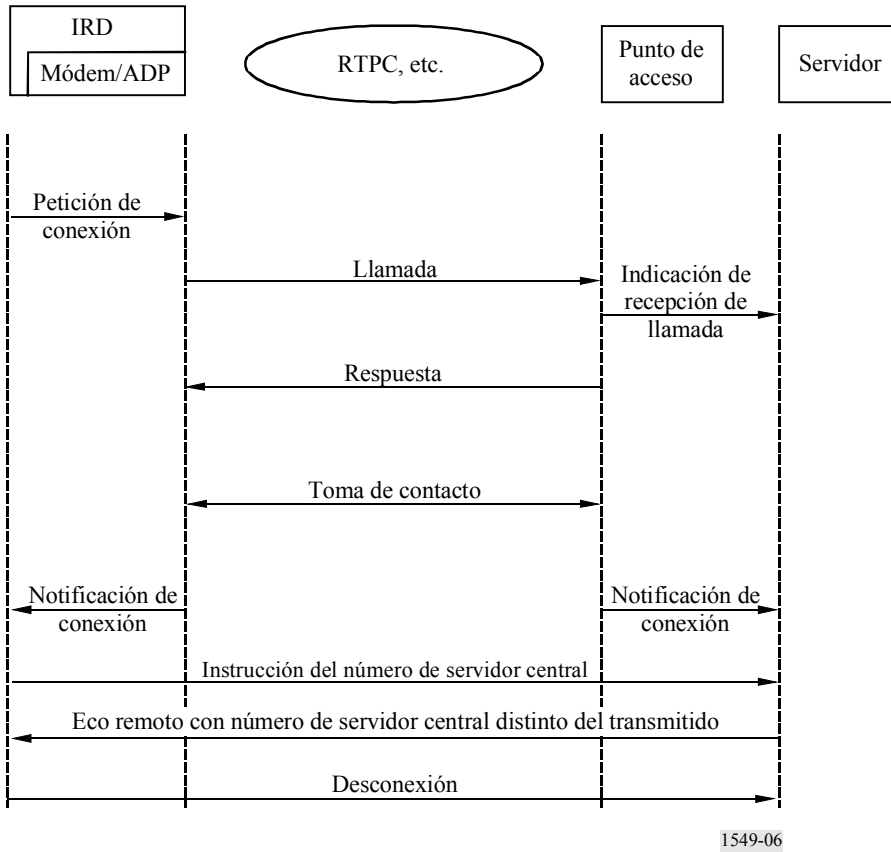 IRD
Módem/ADP
RTPC, etc.
Punto de
acceso
Servidor
Petición de
conexión
Llamada
Indicación de
recepción de
llamada
Respuesta
Toma de contacto
Notificación de
conexión
Notificación de
conexión
Instrucción del número de servidor central
Eco remoto con número de servidor central distinto del transmitido
Desconexión
1549-06